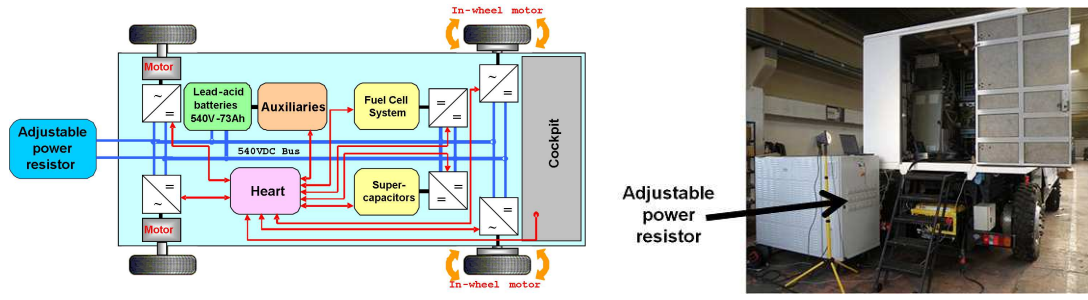 In-wheel motor
Motor
Lead-acid
batteries
540V-73Ah
Auxiliaries
Fuel Cell
System
Adjustable
power
resistor
540VDC Bus
Heart
Super-
capacitors
Cockpit
Motor
In-wheel motor
Adjustable
power
resistor
~
=
~
=
=
=
=
~
=
=
=
~